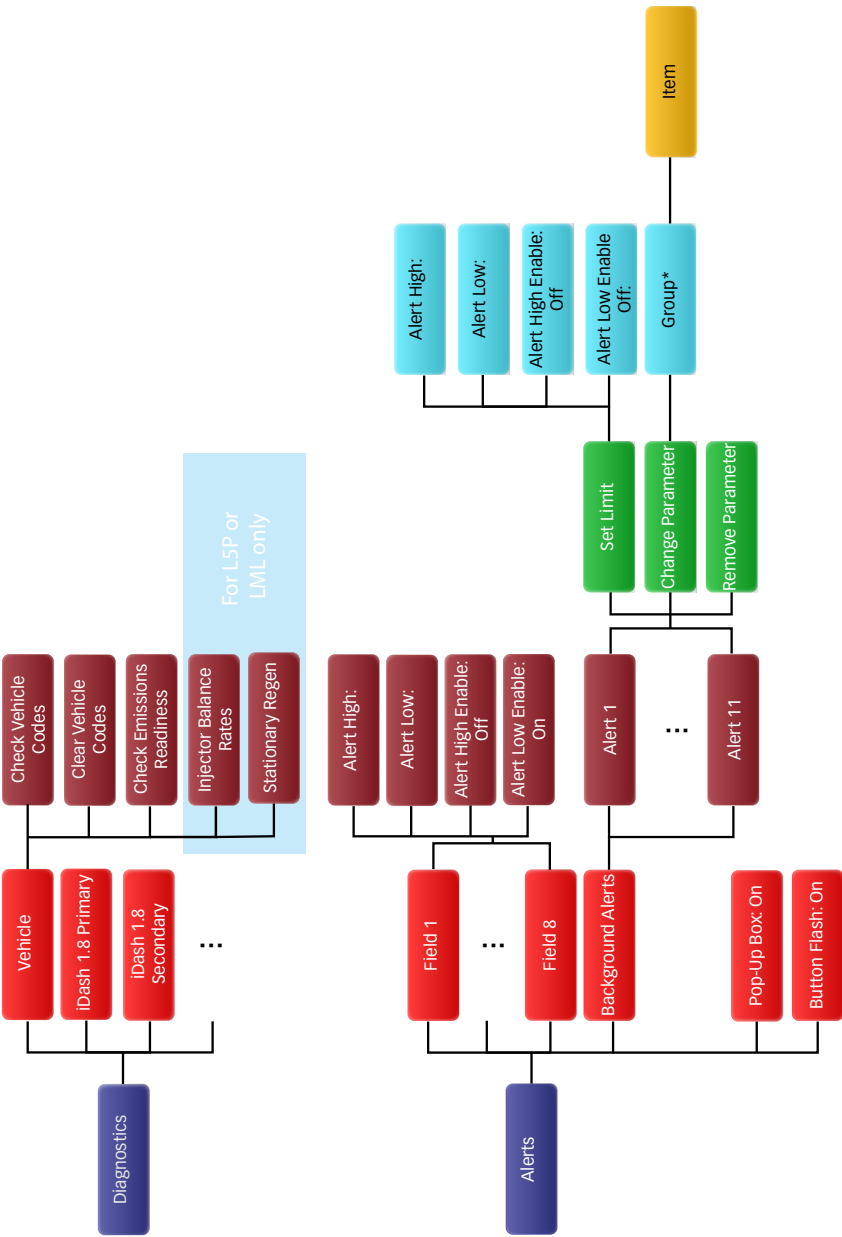 Diagnostics
Vehicle
iDash 1.8 Primary
iDash 1.8
Secondary
...
Check Vehicle
Codes
Clear Vehicle
Codes
Check Emissions
Readiness
Injector Balance
Rates
Stationary Regen
For L5P or
LML only
Alerts
Field 1
...
Field 8
Background Alerts
Pop-Up Box: On
Button Flash: On
Alert High:
Alert Low:
Alert High Enable:
Off
Alert Low Enable:
On
Alert 1
...
Alert 11
Set Limit
Change Parameter
Remove Parameter
Alert High:
Alert Low:
Alert High Enable:
Off
Alert Low Enable
Off:
Group*
Item